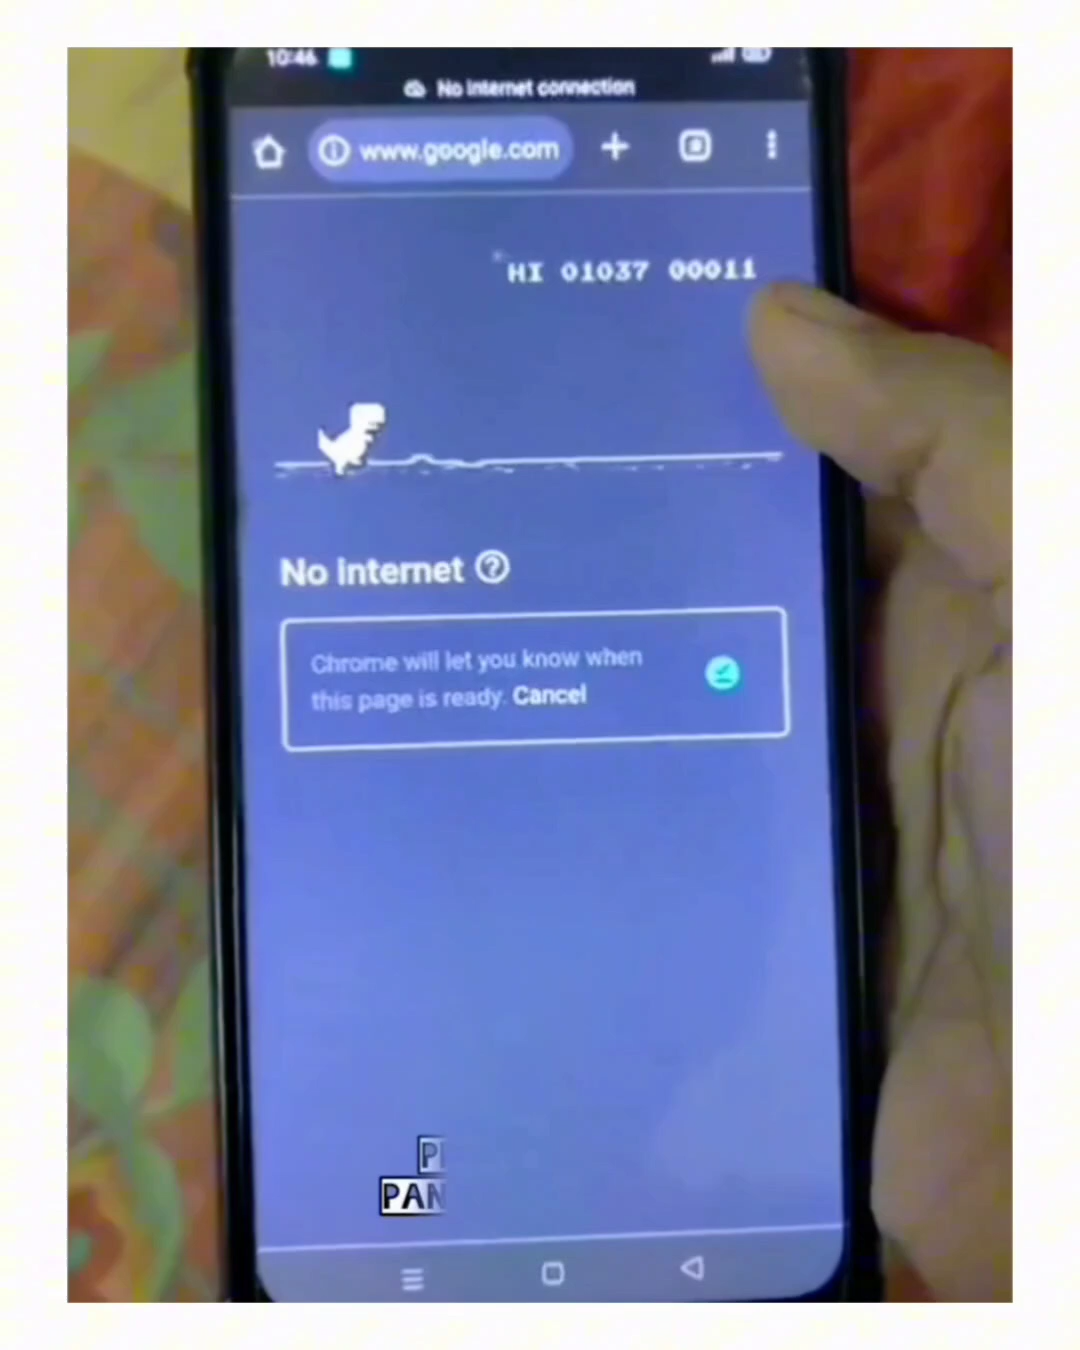 10:46
No internet connection
www.google.com
HI 01037 00011
No internet
Chrome will let you know when
this page is ready. Cancel
PAN